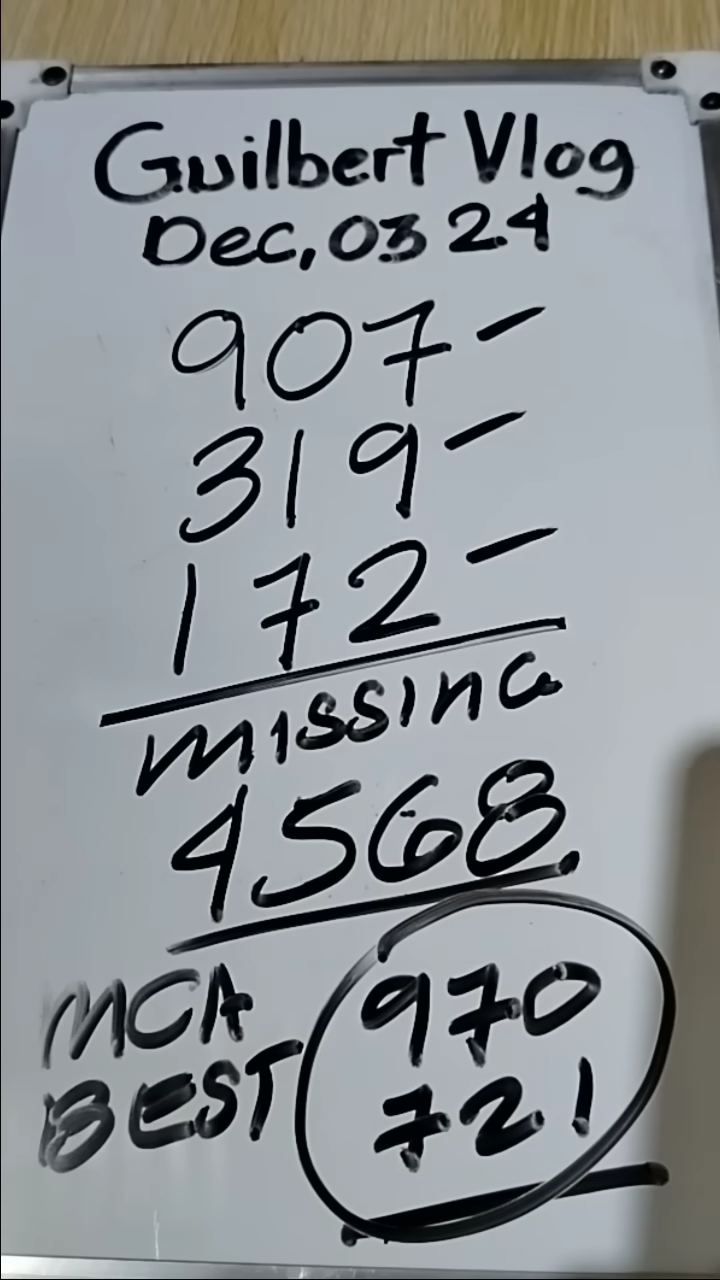 Guilbert Vlog
Dec, 03 24
907-
319-
172-
missing
4568
MCA 970
BEST 721